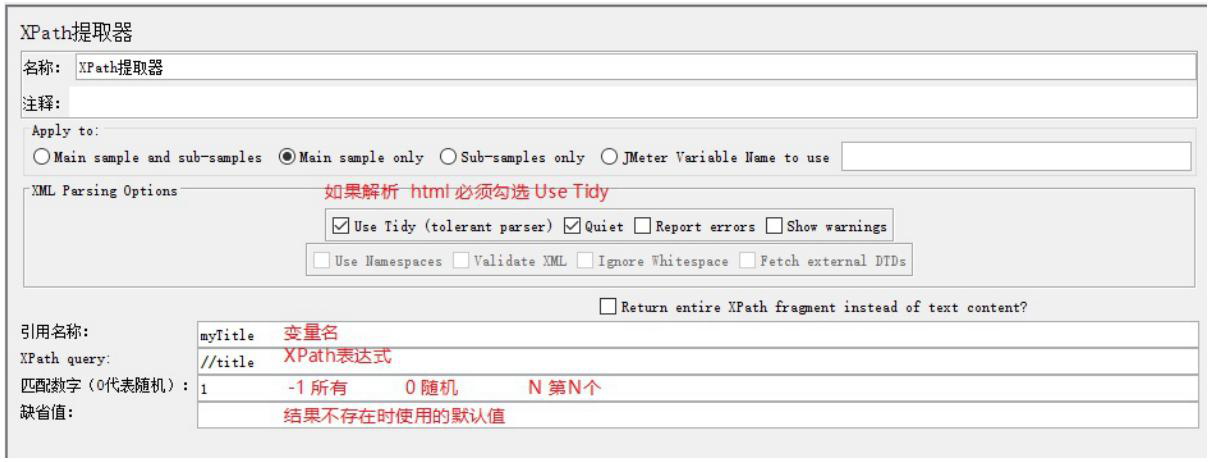 XPath提取器
名称: XPath提取器
注释:
Apply to:
Main sample and sub-samples Main sample only Sub-samples only JMeter Variable Name to use
XML Parsing Options 如果解析 html 必须勾选 Use Tidy
Use Tidy (tolerant parser) Quiet Report errors Show warnings
Use Namespaces Validate XML Ignore Whitespace Fetch external DTDs
Return entire XPath fragment instead of text content?
引用名称: myTitle 变量名
XPath query: //title XPath表达式
匹配数字(0代表随机): 1 -1 所有 0 随机 N 第N个
缺省值: 结果不存在时使用的默认值